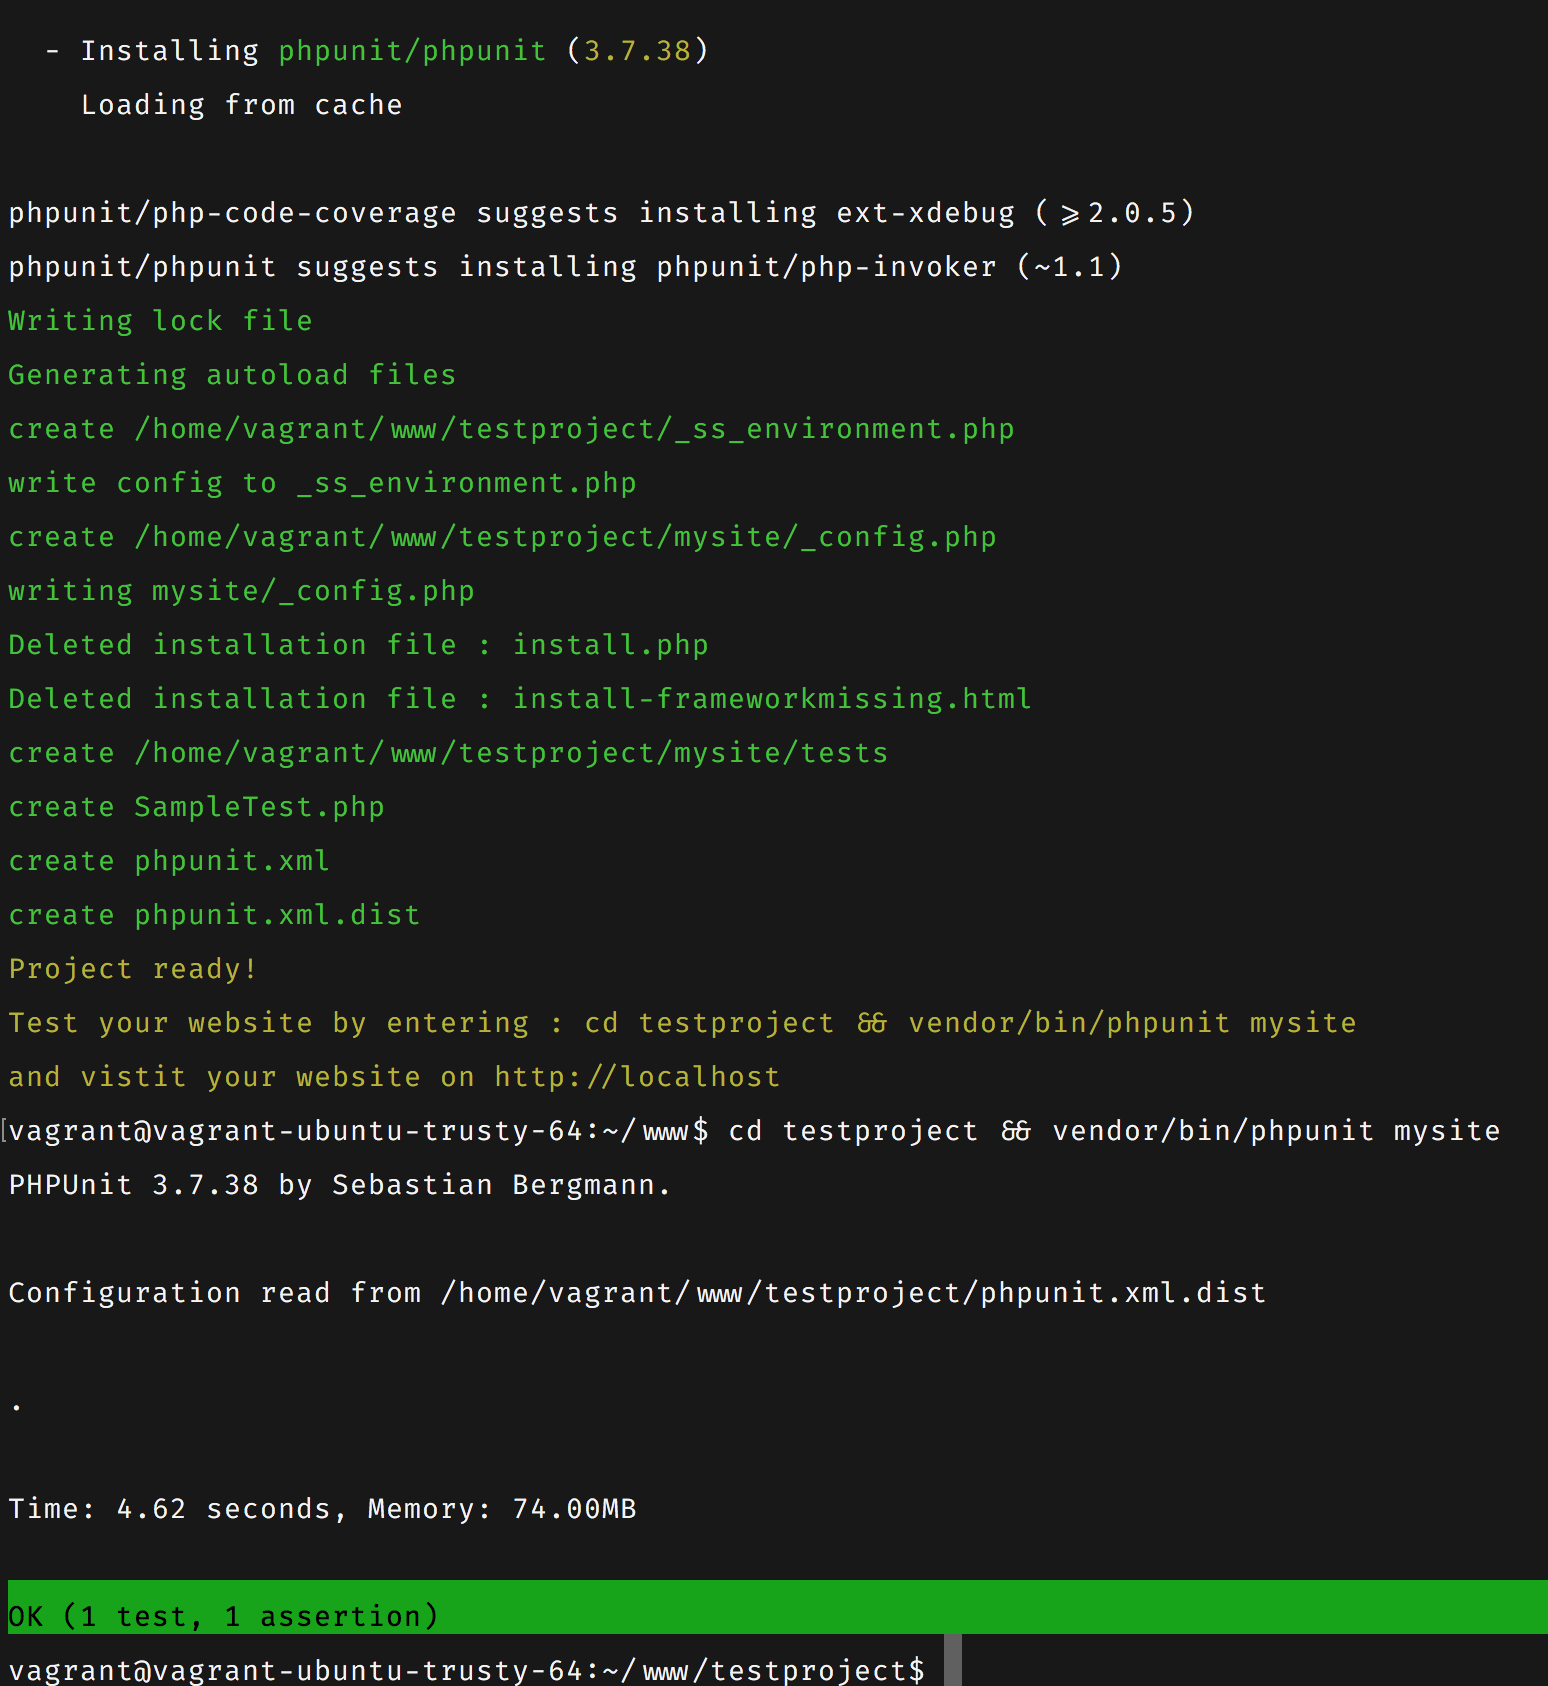 - Installing phpunit/phpunit (3.7.38)
Loading from cache
phpunit/php-code-coverage suggests installing ext-xdebug (>=2.0.5)
phpunit/phpunit suggests installing phpunit/php-invoker (~1.1)
Writing lock file
Generating autoload files
create /home/vagrant/www/testproject/_ss_environment.php
write config to _ss_environment.php
create /home/vagrant/www/testproject/mysite/_config.php
writing mysite/_config.php
Deleted installation file : install.php
Deleted installation file : install-frameworkmissing.html
create /home/vagrant/www/testproject/mysite/tests
create SampleTest.php
create phpunit.xml
create phpunit.xml.dist
Project ready!
Test your website by entering : cd testproject && vendor/bin/phpunit mysite
and vistit your website on http://localhost
[vagrant@vagrant-ubuntu-trusty-64:~/www$ cd testproject && vendor/bin/phpunit mysite
PHPUnit 3.7.38 by Sebastian Bergmann.
Configuration read from /home/vagrant/www/testproject/phpunit.xml.dist
.
Time: 4.62 seconds, Memory: 74.00MB
OK (1 test, 1 assertion)
vagrant@vagrant-ubuntu-trusty-64:~/www/testproject$